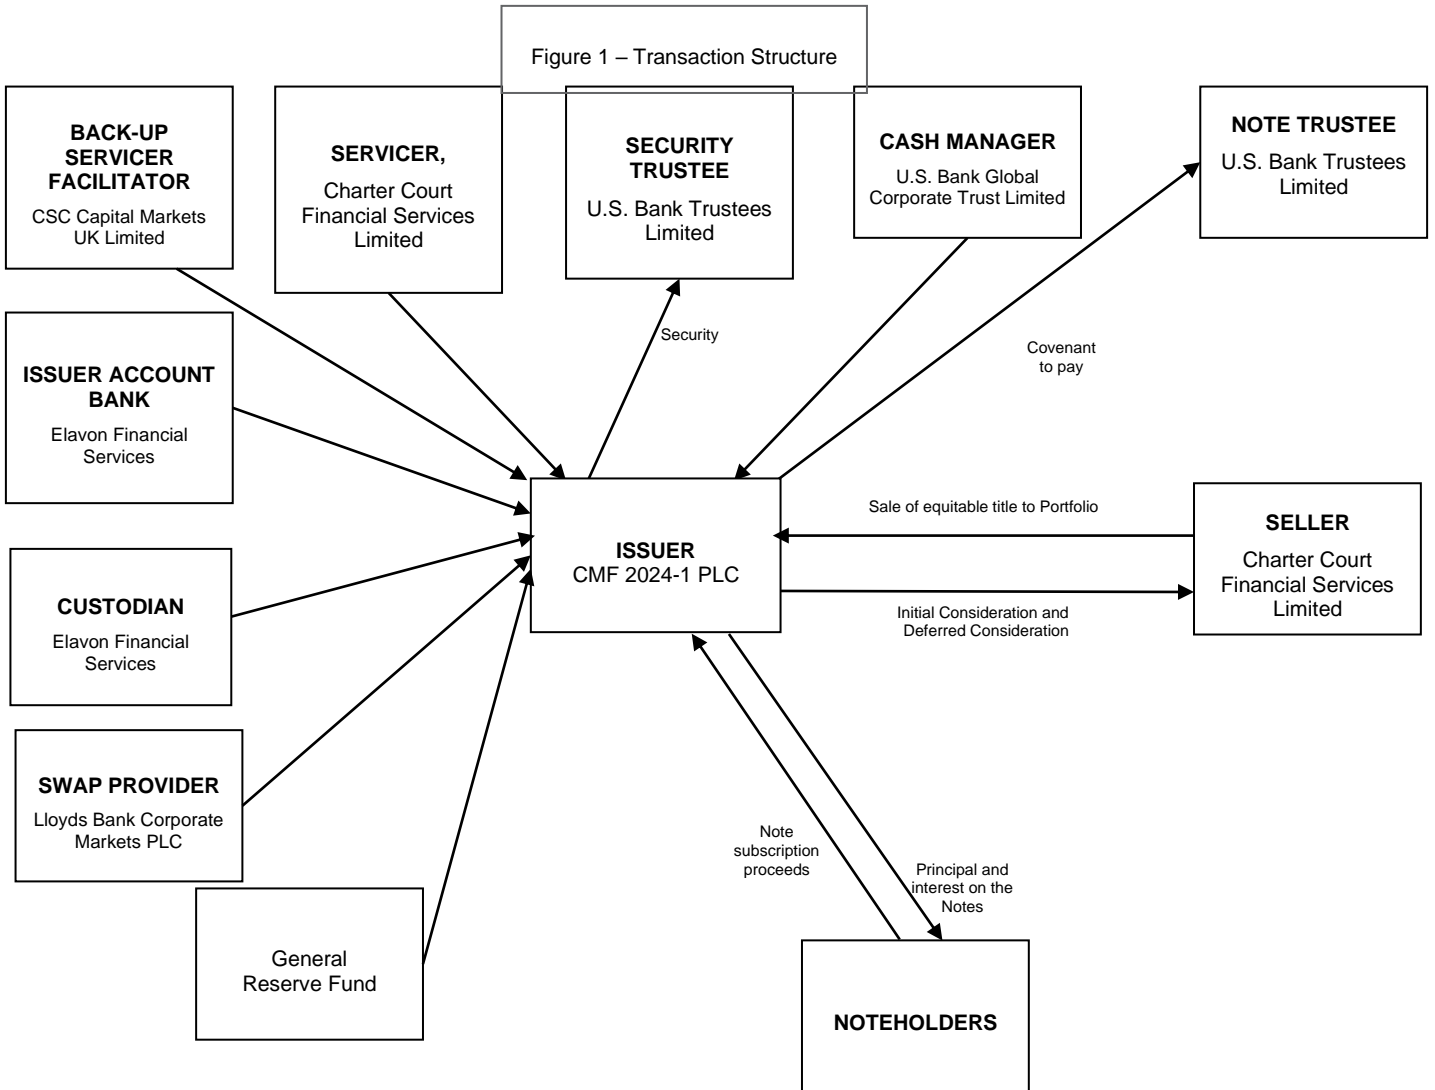 Figure 1 – Transaction Structure
BACK-UP
SERVICER
FACILITATOR
CSC Capital Markets
UK Limited
SERVICER,
Charter Court
Financial Services
Limited
SECURITY
TRUSTEE
U.S. Bank Trustees
Limited
CASH MANAGER
U.S. Bank Global
Corporate Trust Limited
NOTE TRUSTEE
U.S. Bank Trustees
Limited
Security
Covenant
to pay
ISSUER ACCOUNT
BANK
Elavon Financial
Services
ISSUER
CMF 2024-1 PLC
Sale of equitable title to Portfolio
SELLER
Charter Court
Financial Services
Limited
Initial Consideration and
Deferred Consideration
CUSTODIAN
Elavon Financial
Services
SWAP PROVIDER
Lloyds Bank Corporate
Markets PLC
Note
subscription
proceeds
Principal and
interest on the
Notes
General
Reserve Fund
NOTEHOLDERS